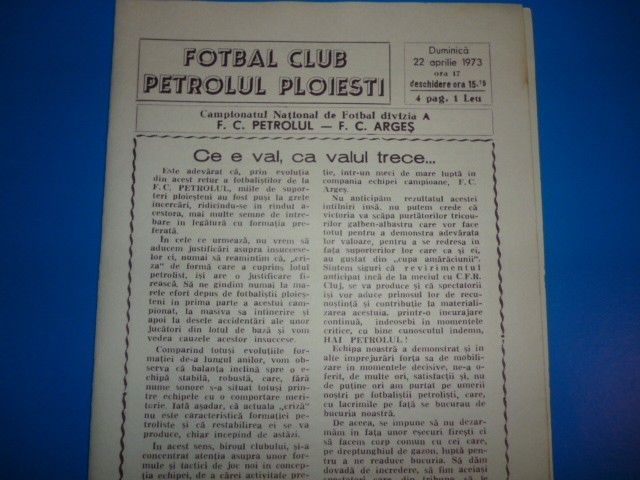 FOTBAL CLUB
PETROLUL PLOIESTI
Duminică
22 aprilie 1973
ora 17
deschidere ora 15.15
4 pag. 1 Leu
Campionatul Național de Fotbal divizia A
F. C. PETROLUL — F. C. ARGEȘ
Ce e val, ca valul trece...
Este adevărat că, prin evoluția
din acest retur a fotbaliștilor de la
F. C. PETROLUL, miile de supor-
teri ploieșteni au fost puși la grele
încercări, ridicîndu-se în rîndul a-
cestora, mai multe semne de între-
bare în legătură cu formația pre-
ferată.
În cele ce urmează, nu vrem să
aducem justificări asupra insuccese-
lor ci, numai să reamintim că, „cri-
za" de formă care a cuprins lotul
petrolist, își are o justificare fi-
rească. Să ne gîndim numai la ma-
rele efort depus de fotbaliștii ploieș-
teni în prima parte a acestui cam-
pionat, la masiva sa întinerire și
apoi la desele accidentări ale unor
jucători din lotul de bază și vom
vedea cauzele acestor insuccese.
Comparînd totuși evoluțiile for-
mației de-a lungul anilor, vom ob-
serva că balanța înclină spre o e-
chipă stabilă, robustă, care, fără
nume sonore s-a situat totuși prin-
tre echipele cu o comportare meri-
torie. Iată așadar, că actuala „criză"
nu este caracteristică formației pe-
troliste și că restabilirea ei se va
produce, chiar începînd de astăzi.
În acest sens, biroul clubului, și-a
concentrat atenția asupra unor for-
mule și tactici de joc noi în concep-
ția echipei, de a cărei activitate pre-
ție, într-un meci de mare luptă în
compania echipei campioane, F. C.
Argeș.
Nu anticipăm rezultatul acestei
întîlniri însă, nu putem crede că
victoria va scăpa purtătorilor tricou-
rilor galben-albastru care vor face
totul pentru a demonstra adevărata
lor valoare, pentru a se redresa în
fața suporterilor lor care ca și ei,
au gustat din „cupa amărăciunii".
Sîntem siguri că revirimentul
anticipat încă de la meciul cu C.F.R.
Cluj, se va produce și că spectatorii
își vor aduce prinosul lor de recu-
noștință și contribuție la materiali-
zarea acestuia, printr-o încurajare
continuă, îndeosebi în momentele
critice, cu bine cunoscutul îndemn,
HAI PETROLUL !
Echipa noastră a demonstrat și în
alte împrejurări forța sa de mobili-
zare în momentele decisive, ne-a o-
ferit, de multe ori, satisfacții și, nu
de puține ori am purtat pe umerii
noștri pe fotbaliștii petroliști, care,
cu lacrimile pe față se bucurau de
bucuria noastră.
De aceea, se impune să nu dezar-
măm în fața unor eșecuri firești ci
să facem corp comun cu cei care,
pe dreptunghiul de gazon, luptă pen-
tru a ne readuce bucuria. Să dăm
dovadă de încredere, să fim aceiași